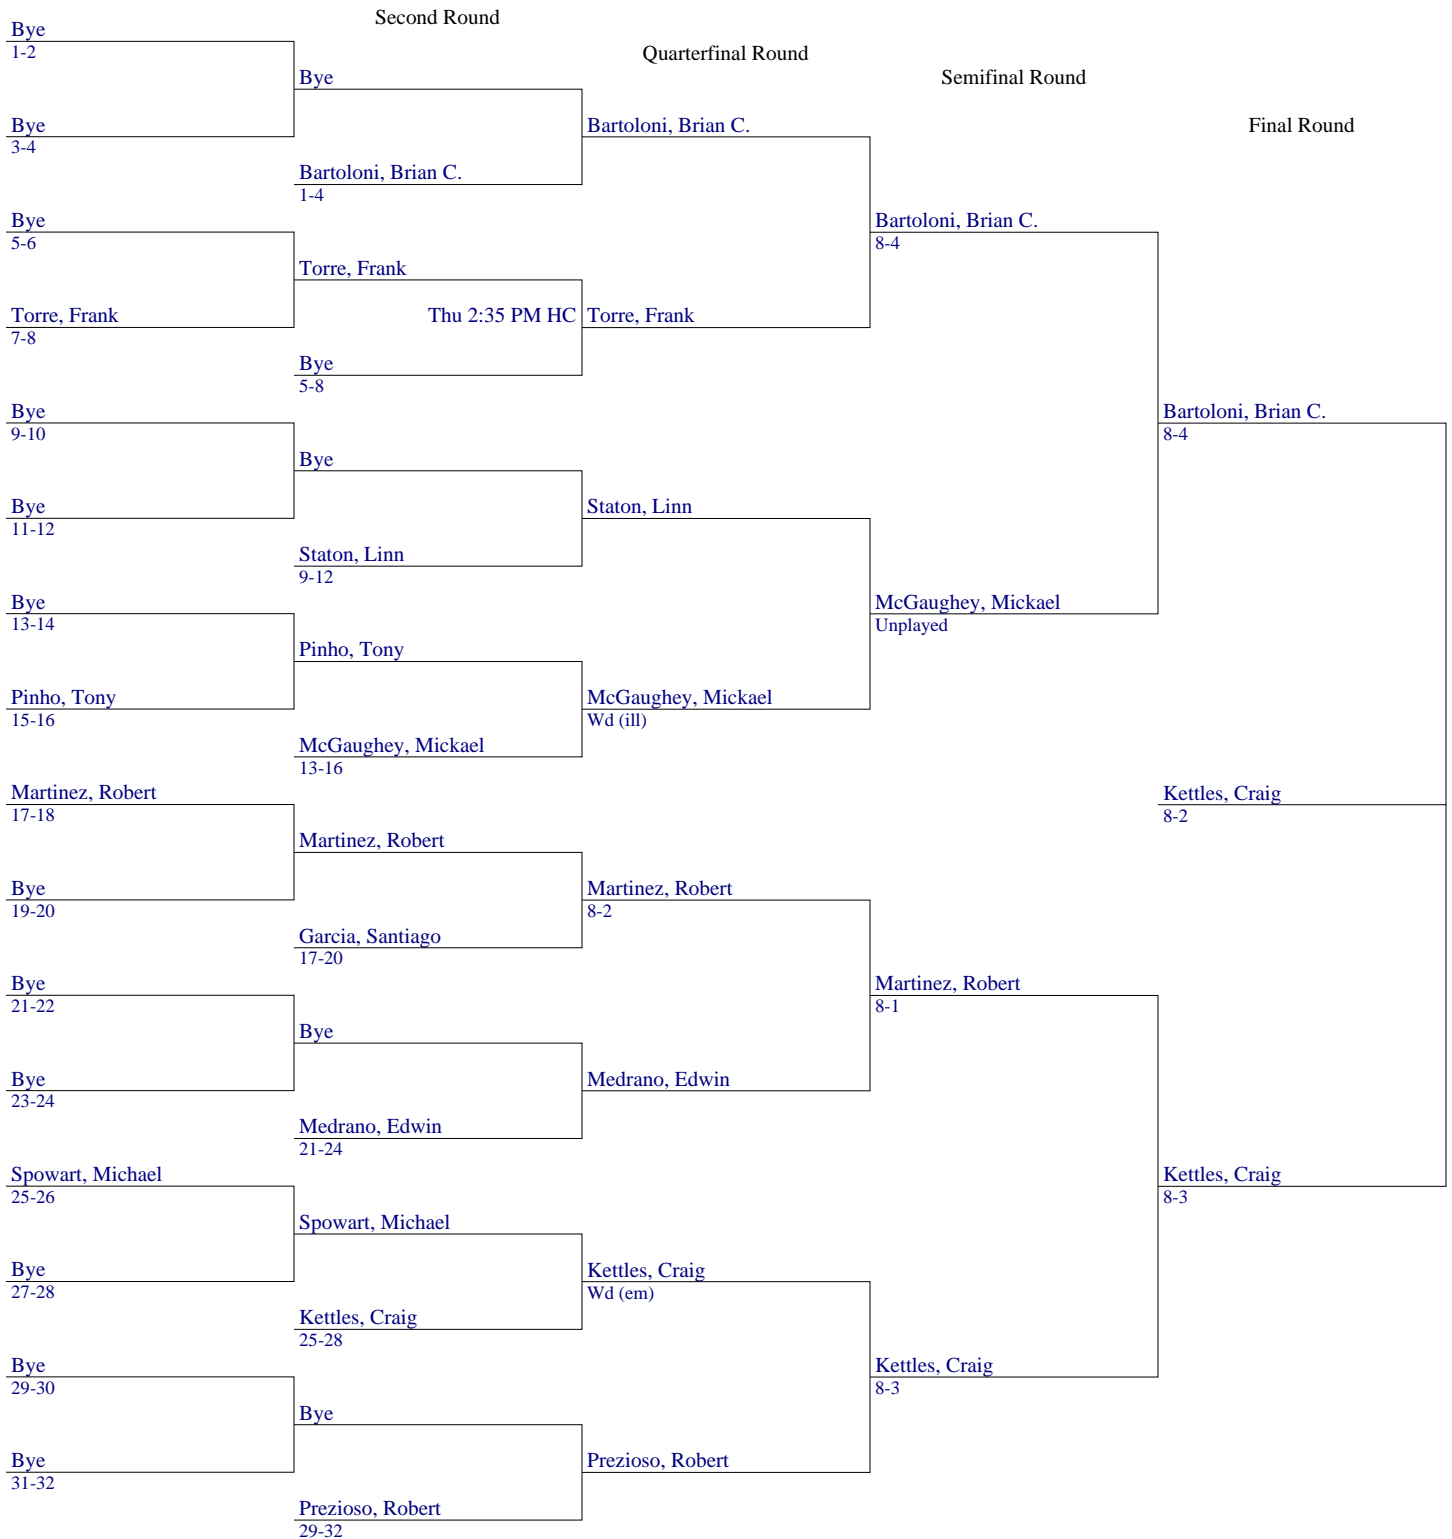 Second Round
Quarterfinal Round
Semifinal Round
Final Round
Bye
1-2
Bye
3-4
Bye
5-6
Torre, Frank
7-8
Bye
9-10
Bye
11-12
Bye
13-14
Pinho, Tony
15-16
Martinez, Robert
17-18
Bye
19-20
Bye
21-22
Bye
23-24
Spowart, Michael
25-26
Bye
27-28
Bye
29-30
Bye
31-32
Bye
Bartoloni, Brian C.
1-4
Torre, Frank
Thu 2:35 PM HC
Bye
5-8
Bye
Staton, Linn
9-12
Pinho, Tony
McGaughey, Mickael
13-16
Martinez, Robert
Garcia, Santiago
17-20
Bye
Medrano, Edwin
21-24
Spowart, Michael
Kettles, Craig
25-28
Bye
Prezioso, Robert
29-32
Bartoloni, Brian C.
Torre, Frank
Staton, Linn
McGaughey, Mickael
Wd (ill)
Martinez, Robert
8-2
Medrano, Edwin
Kettles, Craig
Wd (em)
Prezioso, Robert
Bartoloni, Brian C.
8-4
McGaughey, Mickael
Unplayed
Martinez, Robert
8-1
Kettles, Craig
8-3
Bartoloni, Brian C.
8-4
Kettles, Craig
8-2
Kettles, Craig
8-3